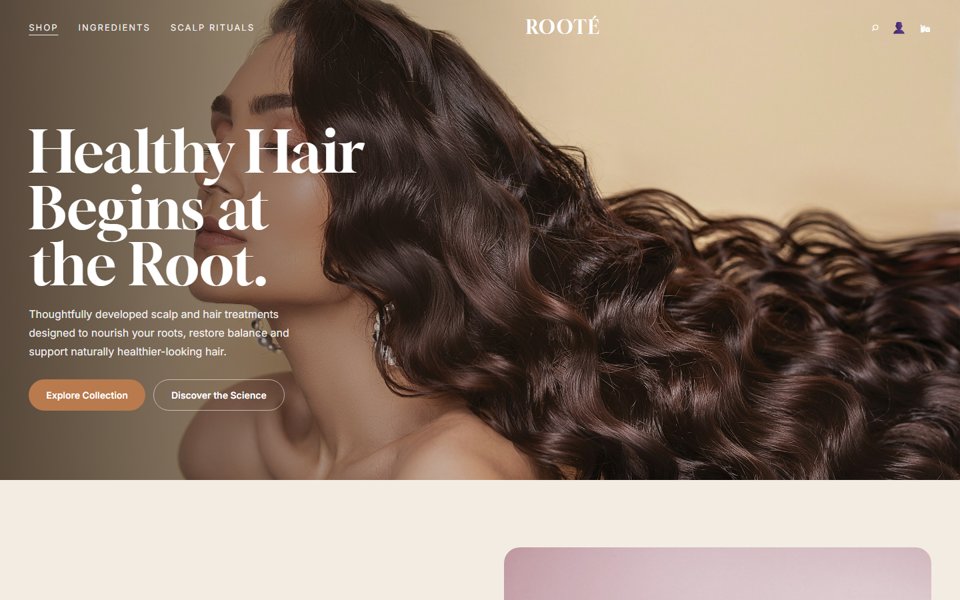 SHOP INGREDIENTS SCALP RITUALS ROOTÉ
Healthy Hair
Begins at
the Root.
Thoughtfully developed scalp and hair treatments
designed to nourish your roots, restore balance and
support naturally healthier-looking hair.
Explore Collection Discover the Science